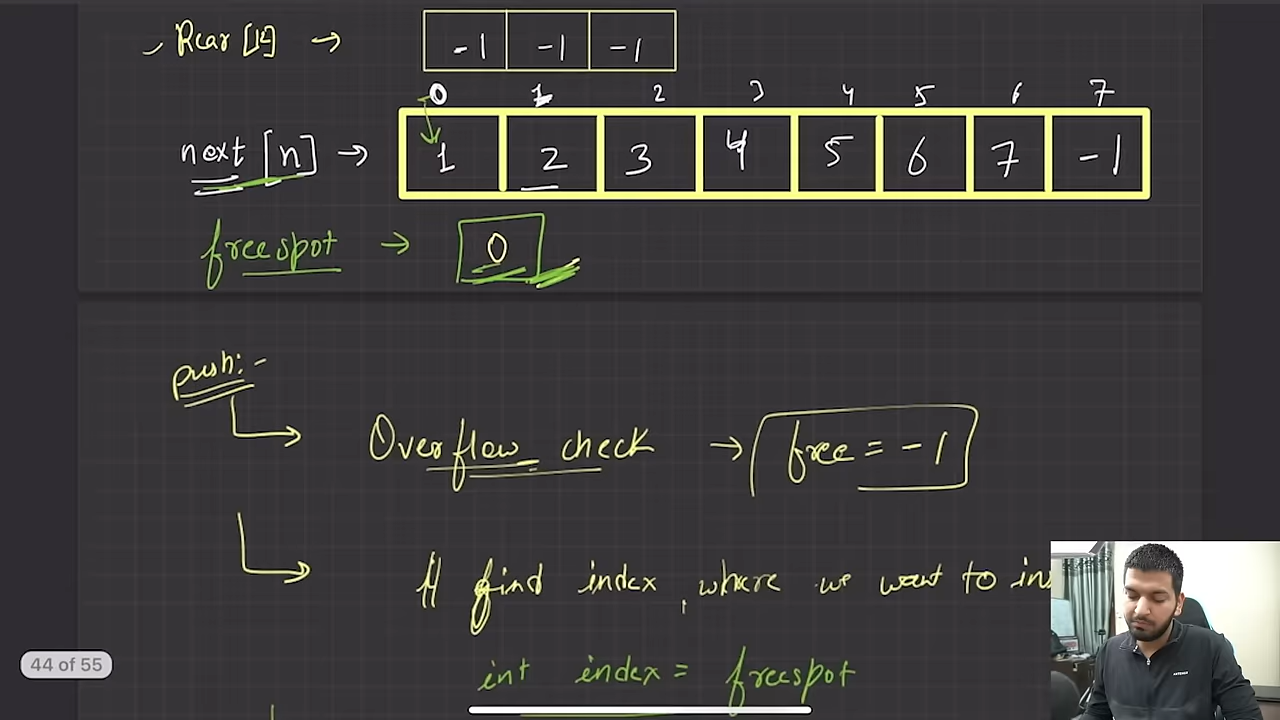 Rear [k] →
-1 -1 -1
0 1 2 3 4 5 6 7
next [n] → 1 2 3 4 5 6 7 -1
freespot → 0
push:-
Overflow check → free = -1
// find index, where we want to ins
int index = freespot
44 of 55